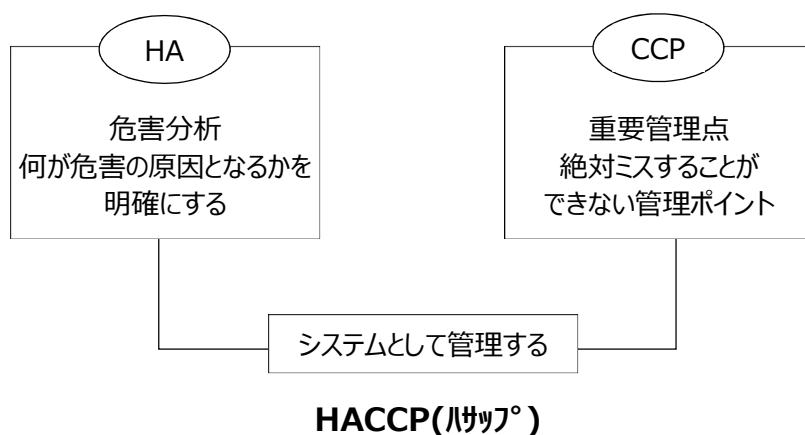 HA
危害分析
何が危害の原因となるかを
明確にする
CCP
重要管理点
絶対ミスすることが
できない管理ポイント
システムとして管理する
HACCP(ﾊｻｯﾌﾟ)